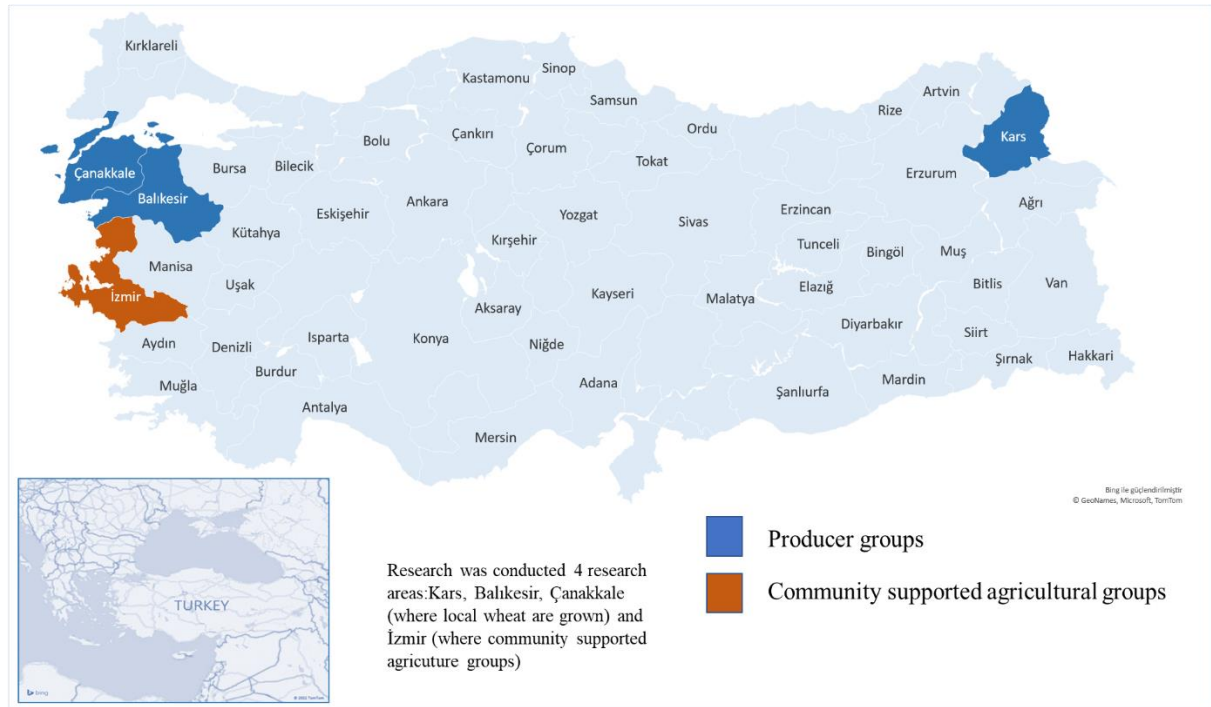 Kırklareli
Sinop
Kastamonu
Samsun
Artvin
Rize
Ordu
Kars
Bolu
Çankırı
Çorum
Tokat
Bursa
Bilecik
Çanakkale
Balıkesir
Erzurum
Ağrı
Ankara
Eskişehir
Yozgat
Sivas
Erzincan
Kütahya
Kırşehir
Tunceli
Bingöl
Muş
Manisa
Uşak
İzmir
Kayseri
Elazığ
Bitlis
Van
Aksaray
Malatya
Diyarbakır
Siirt
Aydın
Denizli
Isparta
Konya
Niğde
Şırnak
Hakkari
Burdur
Muğla
Adana
Mardin
Şanlıurfa
Antalya
Mersin
Bing ile güçlendirilmiştir
© GeoNames, Microsoft, TomTom
Producer groups
Community supported agricultural groups
Research was conducted 4 research
areas:Kars, Balıkesir, Çanakkale
(where local wheat are grown) and
İzmir (where community supported
agricuture groups)
TURKEY
bing